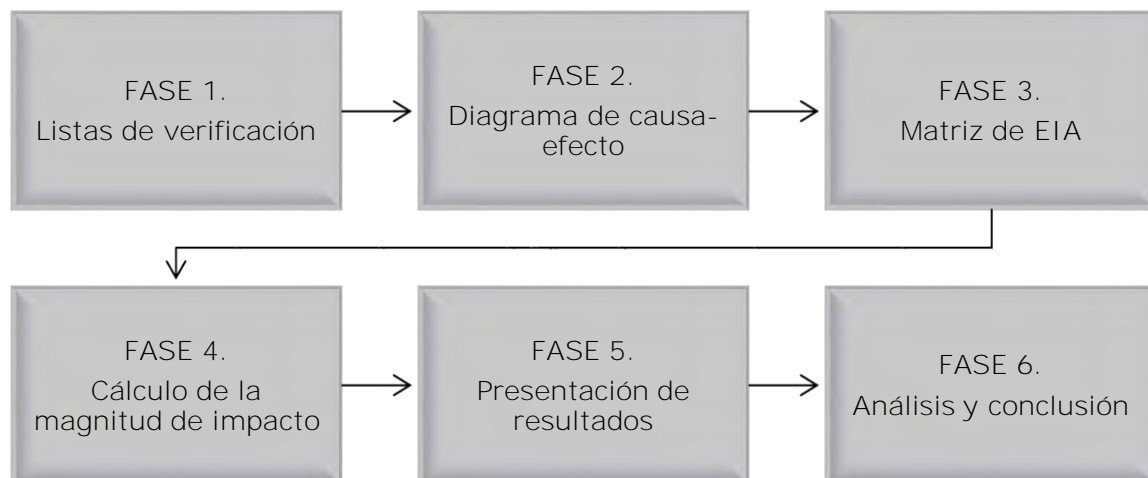 FASE 1.
Listas de verificación
FASE 2.
Diagrama de causa-
efecto
FASE 3.
Matriz de EIA
FASE 4.
Cálculo de la
magnitud de impacto
FASE 5.
Presentación de
resultados
FASE 6.
Análisis y conclusión